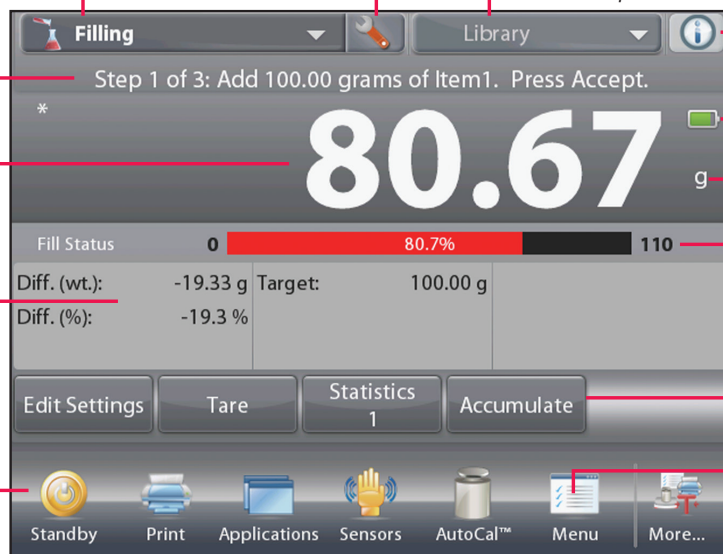 Filling
Library
Step 1 of 3: Add 100.00 grams of Item1. Press Accept.
*
80.67
g
Fill Status 0 80.7% 110
Diff. (wt.): -19.33 g Target: 100.00 g
Diff. (%): -19.3 %
Edit Settings
Tare
Statistics
1
Accumulate
Standby
Print
Applications
Sensors
AutoCal™
Menu
More...